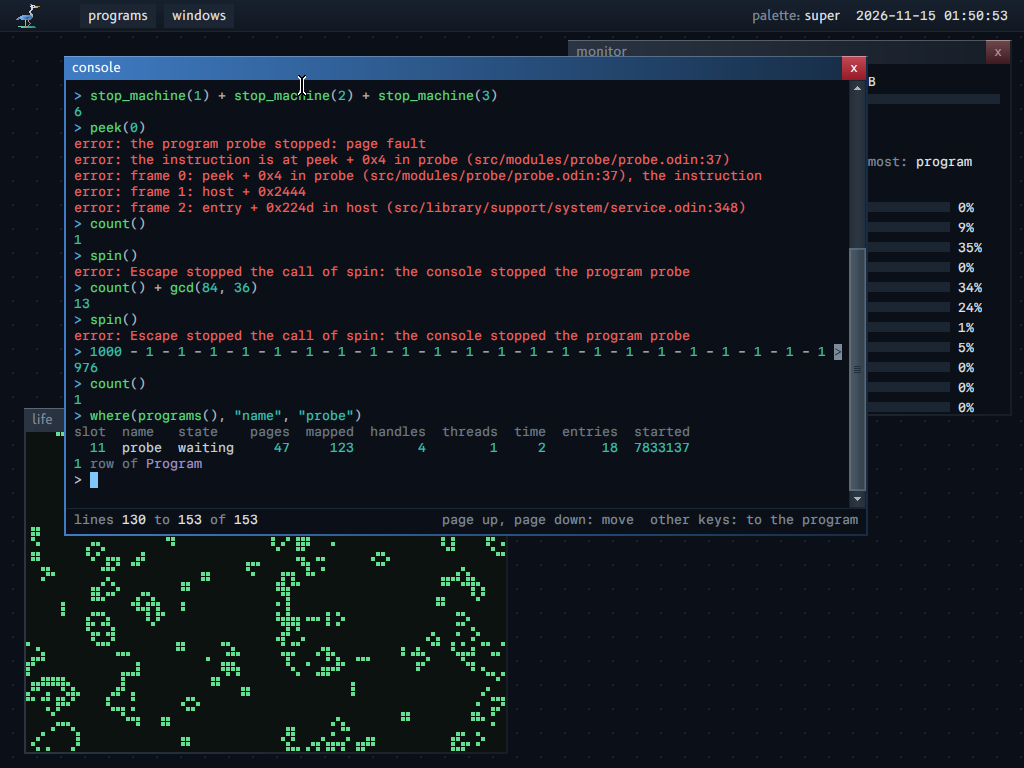 programs windows palette: super 2026-11-15 01:50:53
monitor x
console x
> stop_machine(1) + stop_machine(2) + stop_machine(3)
6
> peek(0)
error: the program probe stopped: page fault
error: the instruction is at peek + 0x4 in probe (src/modules/probe/probe.odin:37)
error: frame 0: peek + 0x4 in probe (src/modules/probe/probe.odin:37), the instruction
error: frame 1: host + 0x2444
error: frame 2: entry + 0x224d in host (src/library/support/system/service.odin:348)
> count()
1
> spin()
error: Escape stopped the call of spin: the console stopped the program probe
> count() + gcd(84, 36)
13
> spin()
error: Escape stopped the call of spin: the console stopped the program probe
> 1000 - 1 - 1 - 1 - 1 - 1 - 1 - 1 - 1 - 1 - 1 - 1 - 1 - 1 - 1 - 1 - 1 - 1 - 1 - 1 - 1 - 1 - 1 - 1 >
976
> count()
1
> where(programs(), "name", "probe")
slot name state pages mapped handles threads time entries started
11 probe waiting 47 123 4 1 2 18 7833137
1 row of Program
>
lines 130 to 153 of 153 page up, page down: move other keys: to the program
B
most: program
0%
9%
35%
0%
34%
24%
1%
5%
0%
0%
0%
life